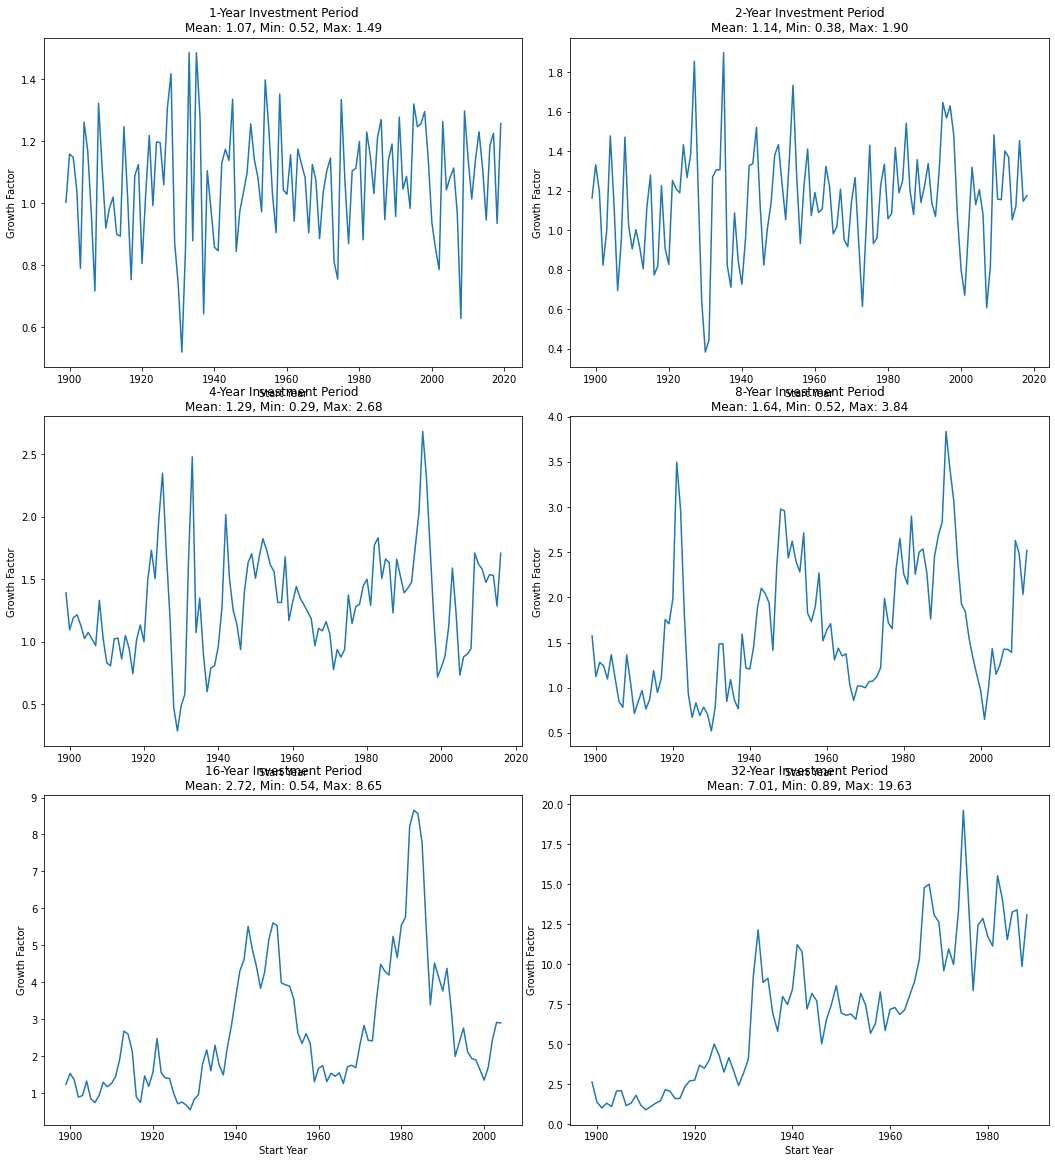 1-Year Investment Period
Mean: 1.07, Min: 0.52, Max: 1.49
Growth Factor
1.4
1.2
1.0
0.8
0.6
1900 1920 1940 1960 1980 2000 2020
Start Year
2-Year Investment Period
Mean: 1.14, Min: 0.38, Max: 1.90
Growth Factor
1.8
1.6
1.4
1.2
1.0
0.8
0.6
0.4
1900 1920 1940 1960 1980 2000 2020
Start Year
4-Year Investment Period
Mean: 1.29, Min: 0.29, Max: 2.68
Growth Factor
2.5
2.0
1.5
1.0
0.5
1900 1920 1940 1960 1980 2000 2020
Start Year
8-Year Investment Period
Mean: 1.64, Min: 0.52, Max: 3.84
Growth Factor
4.0
3.5
3.0
2.5
2.0
1.5
1.0
0.5
1900 1920 1940 1960 1980 2000
Start Year
16-Year Investment Period
Mean: 2.72, Min: 0.54, Max: 8.65
Growth Factor
9
8
7
6
5
4
3
2
1
1900 1920 1940 1960 1980 2000
Start Year
32-Year Investment Period
Mean: 7.01, Min: 0.89, Max: 19.63
Growth Factor
20.0
17.5
15.0
12.5
10.0
7.5
5.0
2.5
0.0
1900 1920 1940 1960 1980
Start Year